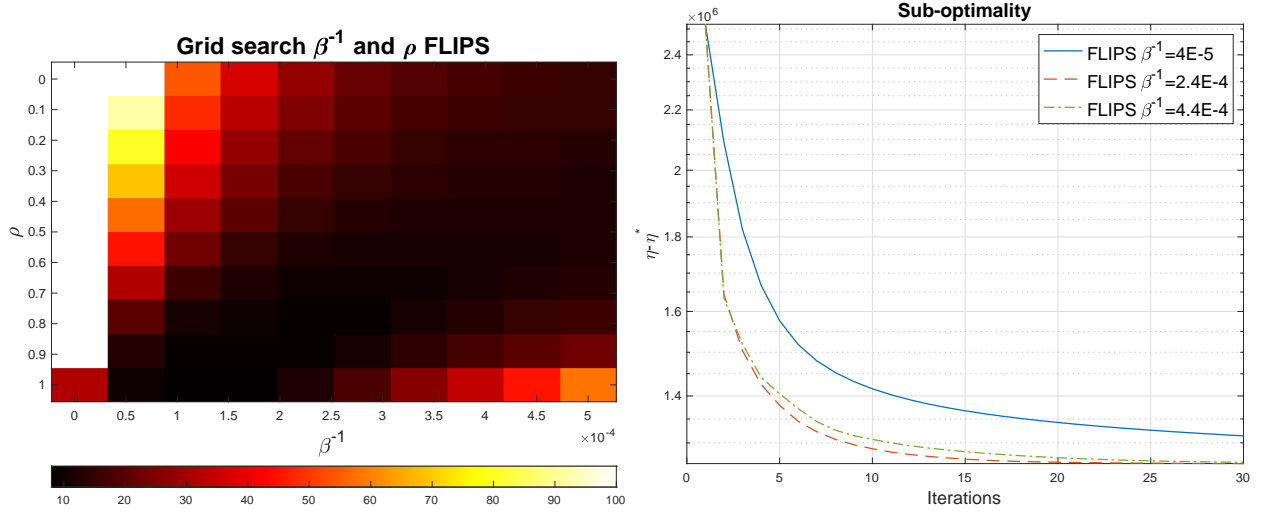 Grid search β⁻¹ and ρ FLIPS
0
0.1
0.2
0.3
0.4
0.5
0.6
0.7
0.8
0.9
1
ρ
0 0.5 1 1.5 2 2.5 3 3.5 4 4.5 5
β⁻¹
×10⁻⁴
10 20 30 40 50 60 70 80 90 100
Sub-optimality
×10⁶
2.4
2.2
2
1.8
1.6
1.4
η-η*
FLIPS β⁻¹=4E-5
FLIPS β⁻¹=2.4E-4
FLIPS β⁻¹=4.4E-4
0 5 10 15 20 25 30
Iterations